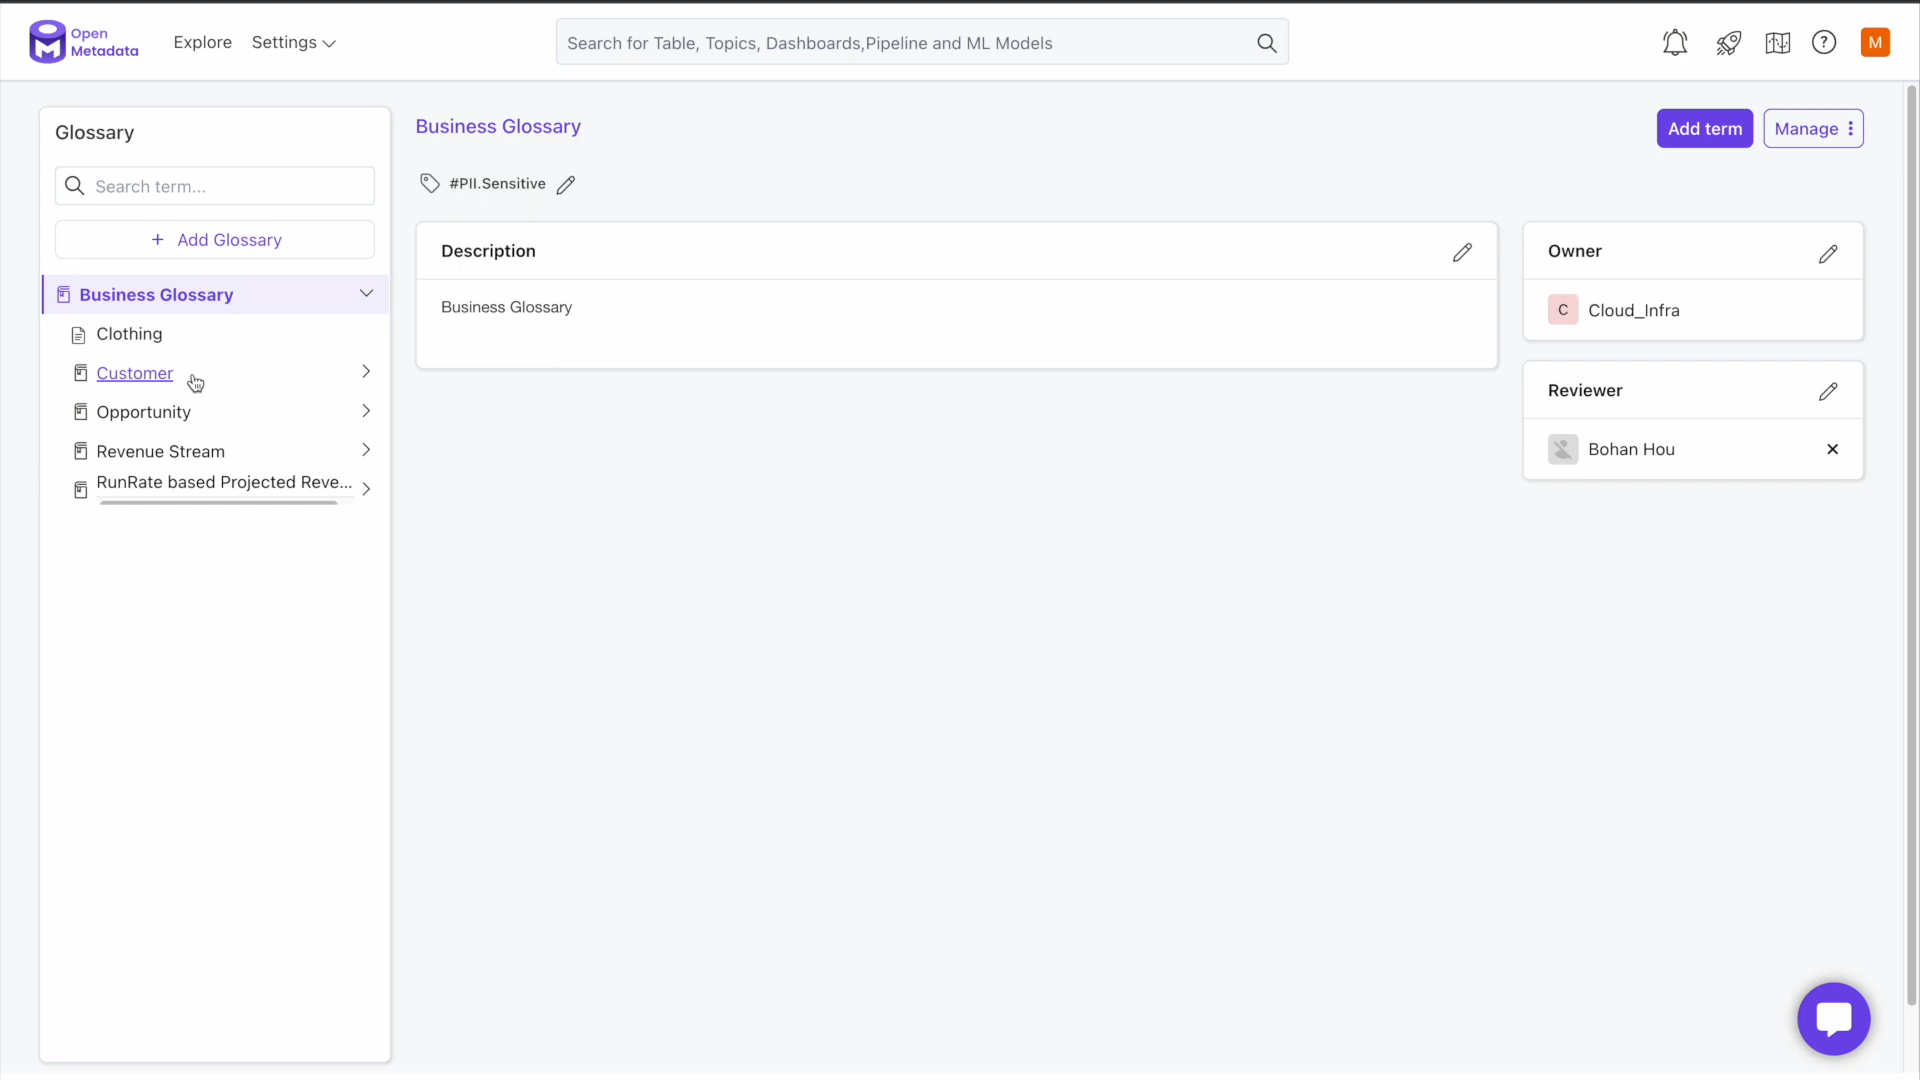 Open
Metadata
Explore
Settings
Search for Table, Topics, Dashboards,Pipeline and ML Models
?
M
Glossary
Search term...
+ Add Glossary
Business Glossary
Clothing
Customer
Opportunity
Revenue Stream
RunRate based Projected Reve...
Business Glossary
Add term
Manage
#PII.Sensitive
Description
Business Glossary
Owner
C Cloud_Infra
Reviewer
Bohan Hou